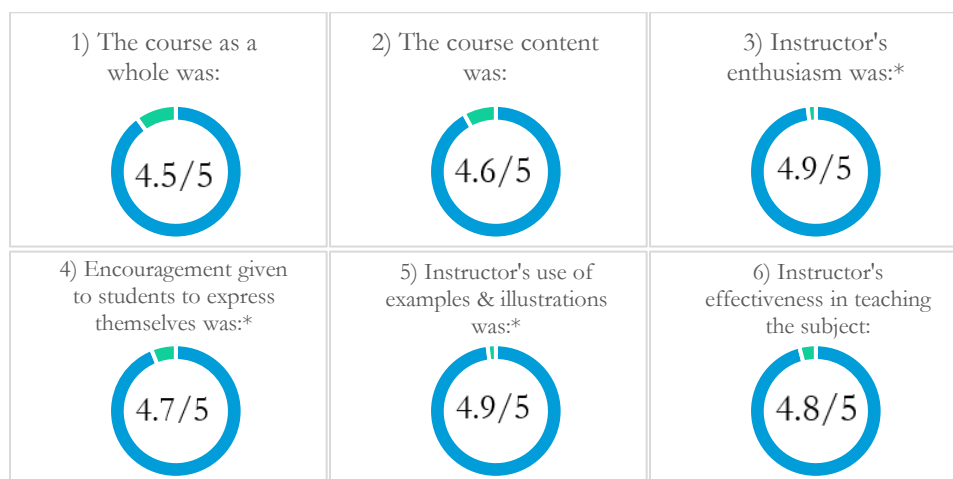 1) The course as a
whole was:
4.5/5
2) The course content
was:
4.6/5
3) Instructor's
enthusiasm was:*
4.9/5
4) Encouragement given
to students to express
themselves was:*
4.7/5
5) Instructor's use of
examples & illustrations
was:*
4.9/5
6) Instructor's
effectiveness in teaching
the subject:
4.8/5